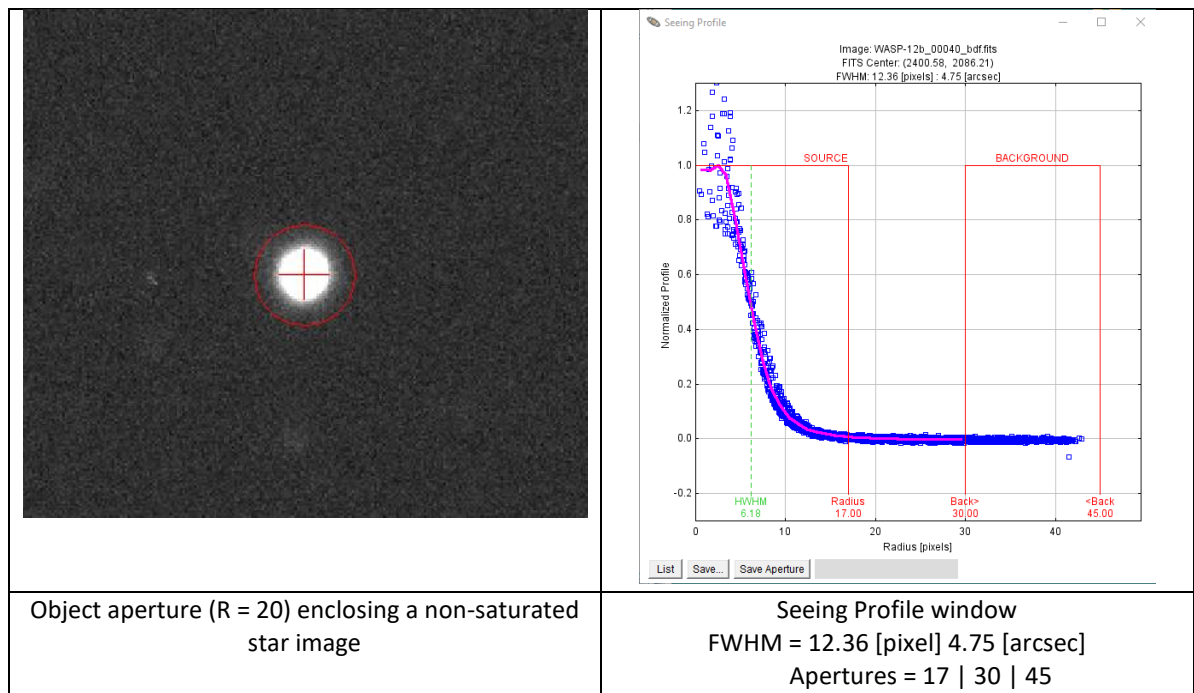 Seeing Profile
Image: WASP-12b_00040_bdf.fits
FITS Center: (2400.58, 2086.21)
FWHM: 12.36 [pixels] : 4.75 [arcsec]
1.2
1.0
0.8
0.6
0.4
0.2
0.0
-0.2
Normalized Profile
SOURCE
BACKGROUND
HWHM
6.18
Radius
17.00
Back>
30.00
<Back
45.00
0 10 20 30 40
Radius [pixels]
List Save... Save Aperture
Object aperture (R = 20) enclosing a non-saturated
star image
Seeing Profile window
FWHM = 12.36 [pixel] 4.75 [arcsec]
Apertures = 17 | 30 | 45